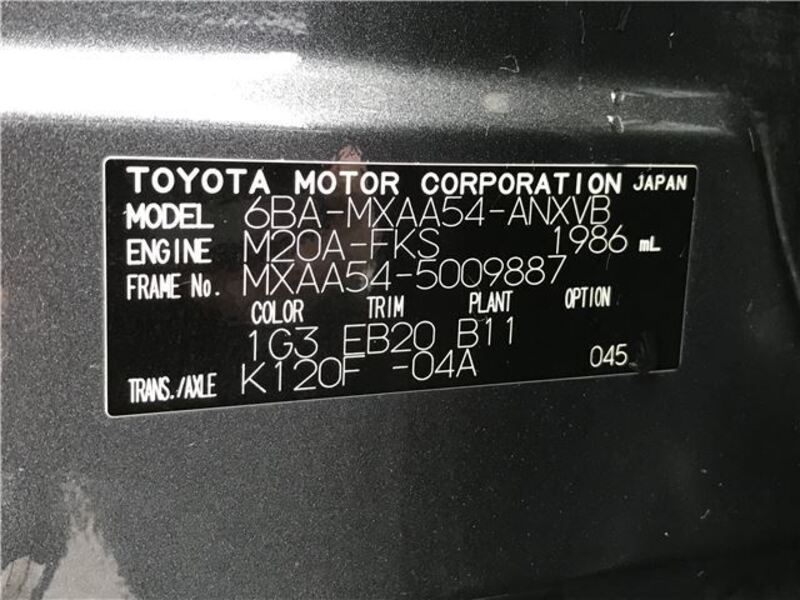 TOYOTA MOTOR CORPORATION JAPAN
MODEL 6BA-MXAA54-ANXVB
ENGINE M20A-FKS 1986 mL
FRAME No. MXAA54-5009887
COLOR TRIM PLANT OPTION
1G3 EB20 B11
TRANS./AXLE K120F -04A 045